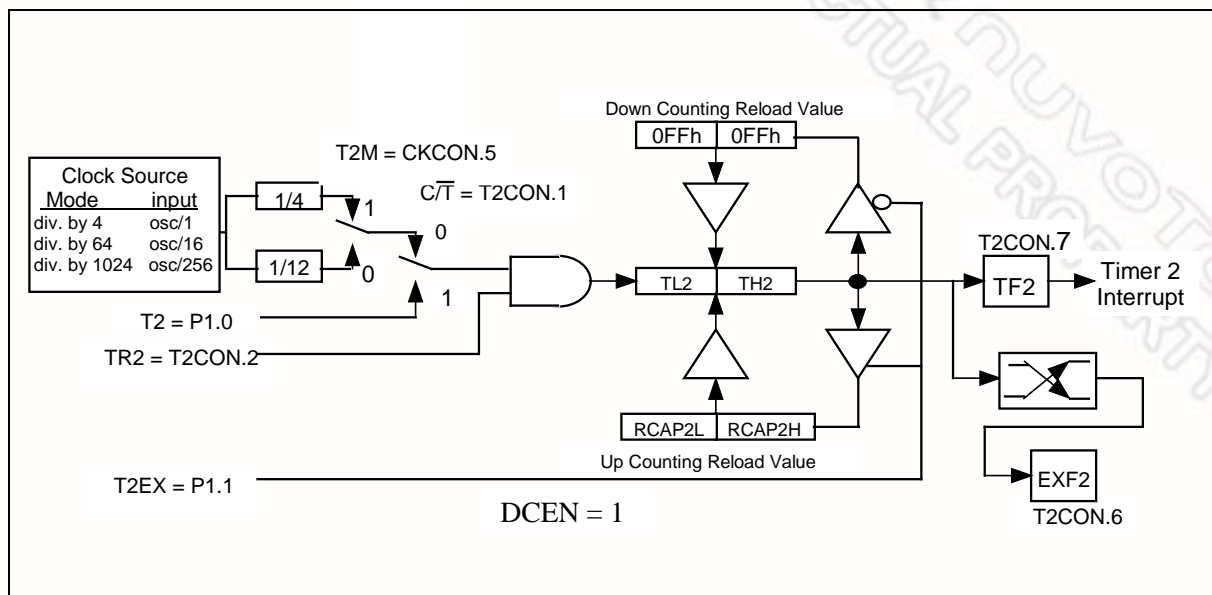 NUVOTO
CTUAL PROPERTY
Down Counting Reload Value
0FFh 0FFh
T2M = CKCON.5
Clock Source
Mode input
div. by 4 osc/1
div. by 64 osc/16
div. by 1024 osc/256
1/4
1
C/T̅ = T2CON.1
0
1/12
0
1
T2 = P1.0
TR2 = T2CON.2
TL2 TH2
T2CON.7
TF2
Timer 2
Interrupt
RCAP2L RCAP2H
Up Counting Reload Value
T2EX = P1.1
DCEN = 1
EXF2
T2CON.6